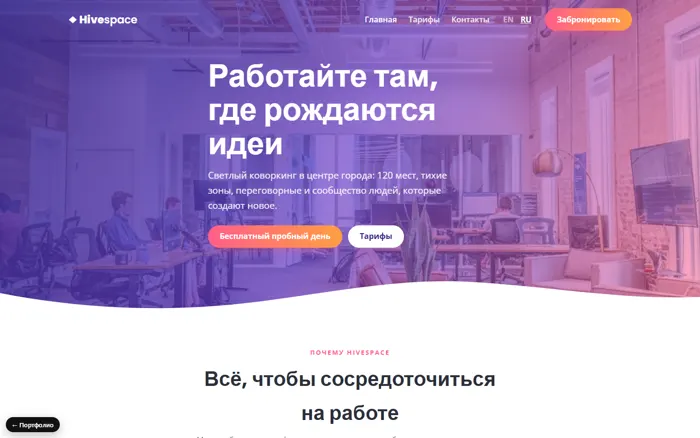 Hivespace
Главная Тарифы Контакты EN RU Забронировать
Работайте там,
где рождаются
идеи
Светлый коворкинг в центре города: 120 мест, тихие
зоны, переговорные и сообщество людей, которые
создают новое.
Бесплатный пробный день Тарифы
ПОЧЕМУ HIVESPACE
Всё, чтобы сосредоточиться
на работе
← Портфолио